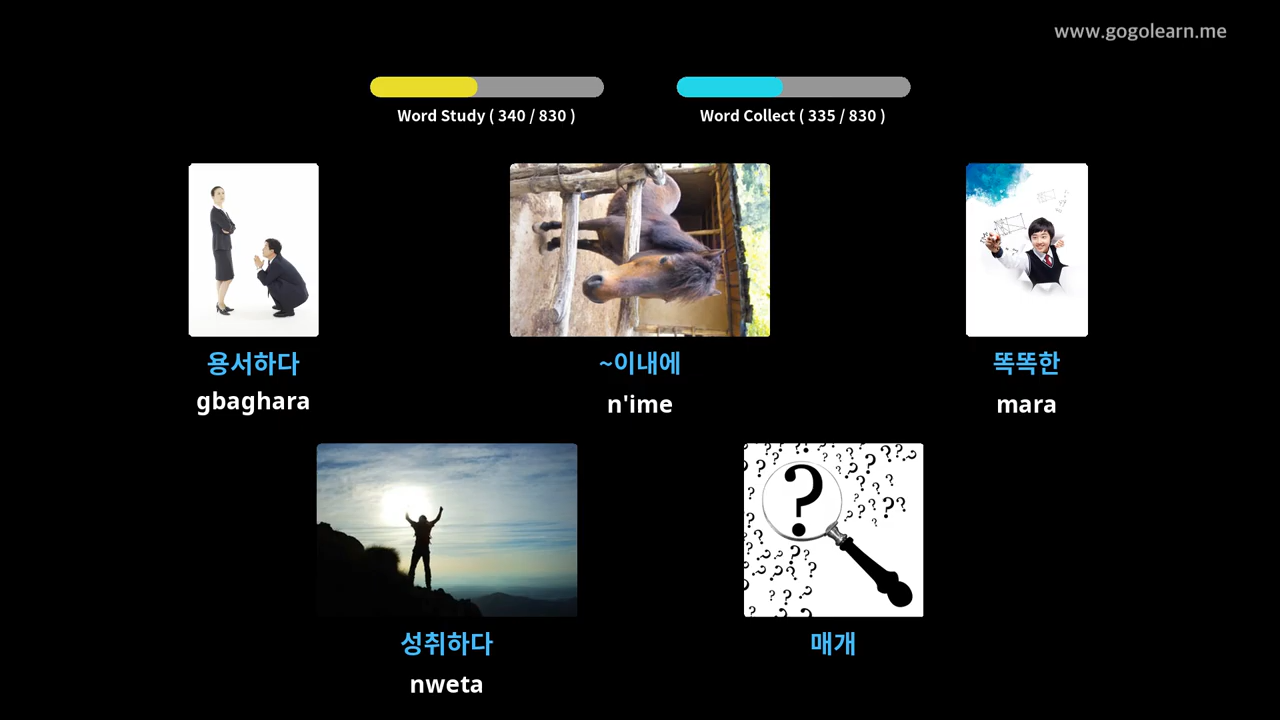 www.gogolearn.me
Word Study ( 340 / 830 )
Word Collect ( 335 / 830 )
용서하다
gbaghara
~이내에
n'ime
똑똑한
mara
성취하다
nweta
매개
?